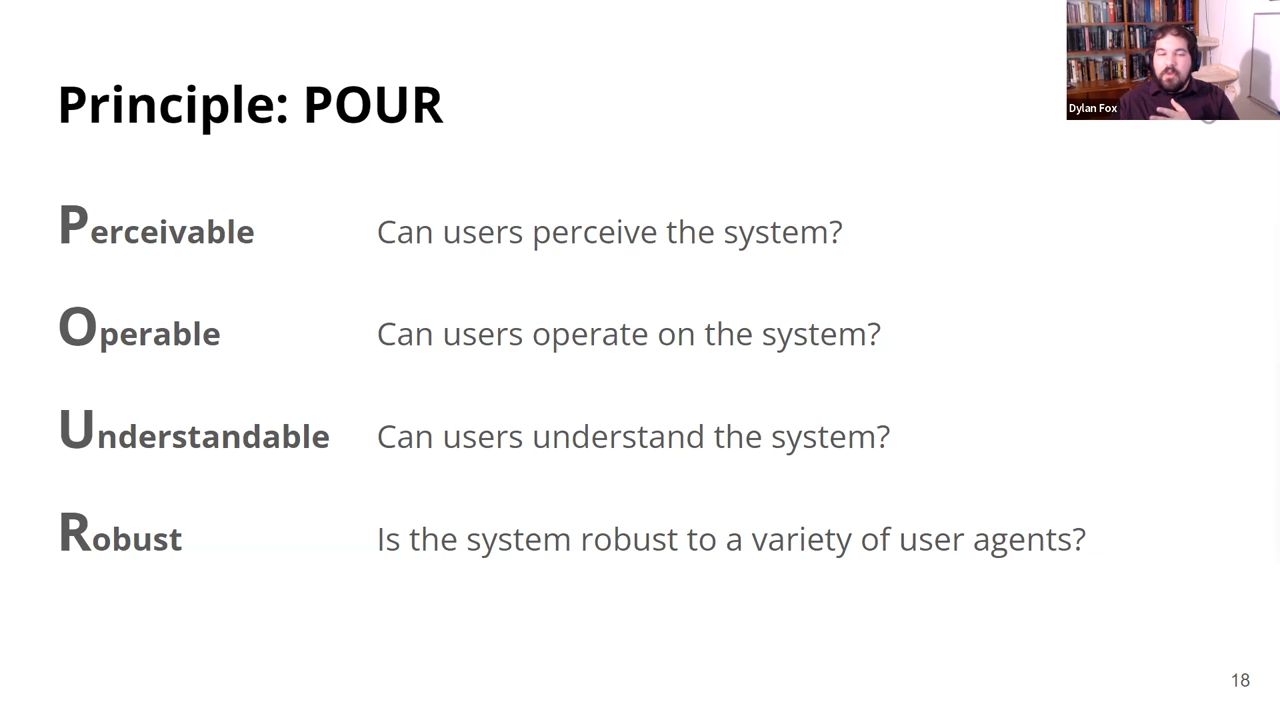 Principle: POUR
Dylan Fox
Perceivable Can users perceive the system?
Operable Can users operate on the system?
Understandable Can users understand the system?
Robust Is the system robust to a variety of user agents?
18